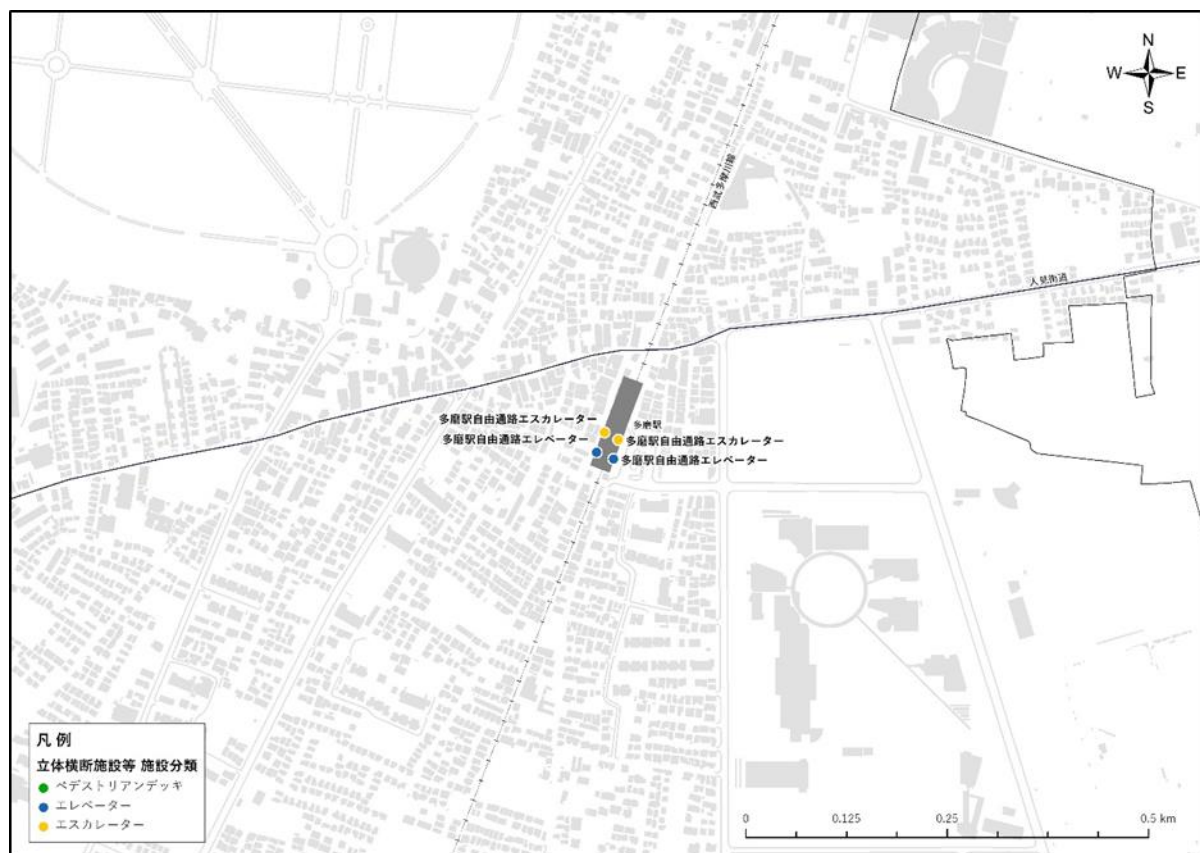 N
W E
S
西武多摩川線
人見街道
多磨駅
多磨駅自由通路エスカレーター
多磨駅自由通路エスカレーター
多磨駅自由通路エレベーター
多磨駅自由通路エレベーター
凡 例
立体横断施設等 施設分類
ペデストリアンデッキ
エレベーター
エスカレーター
0 0.125 0.25 0.5 km